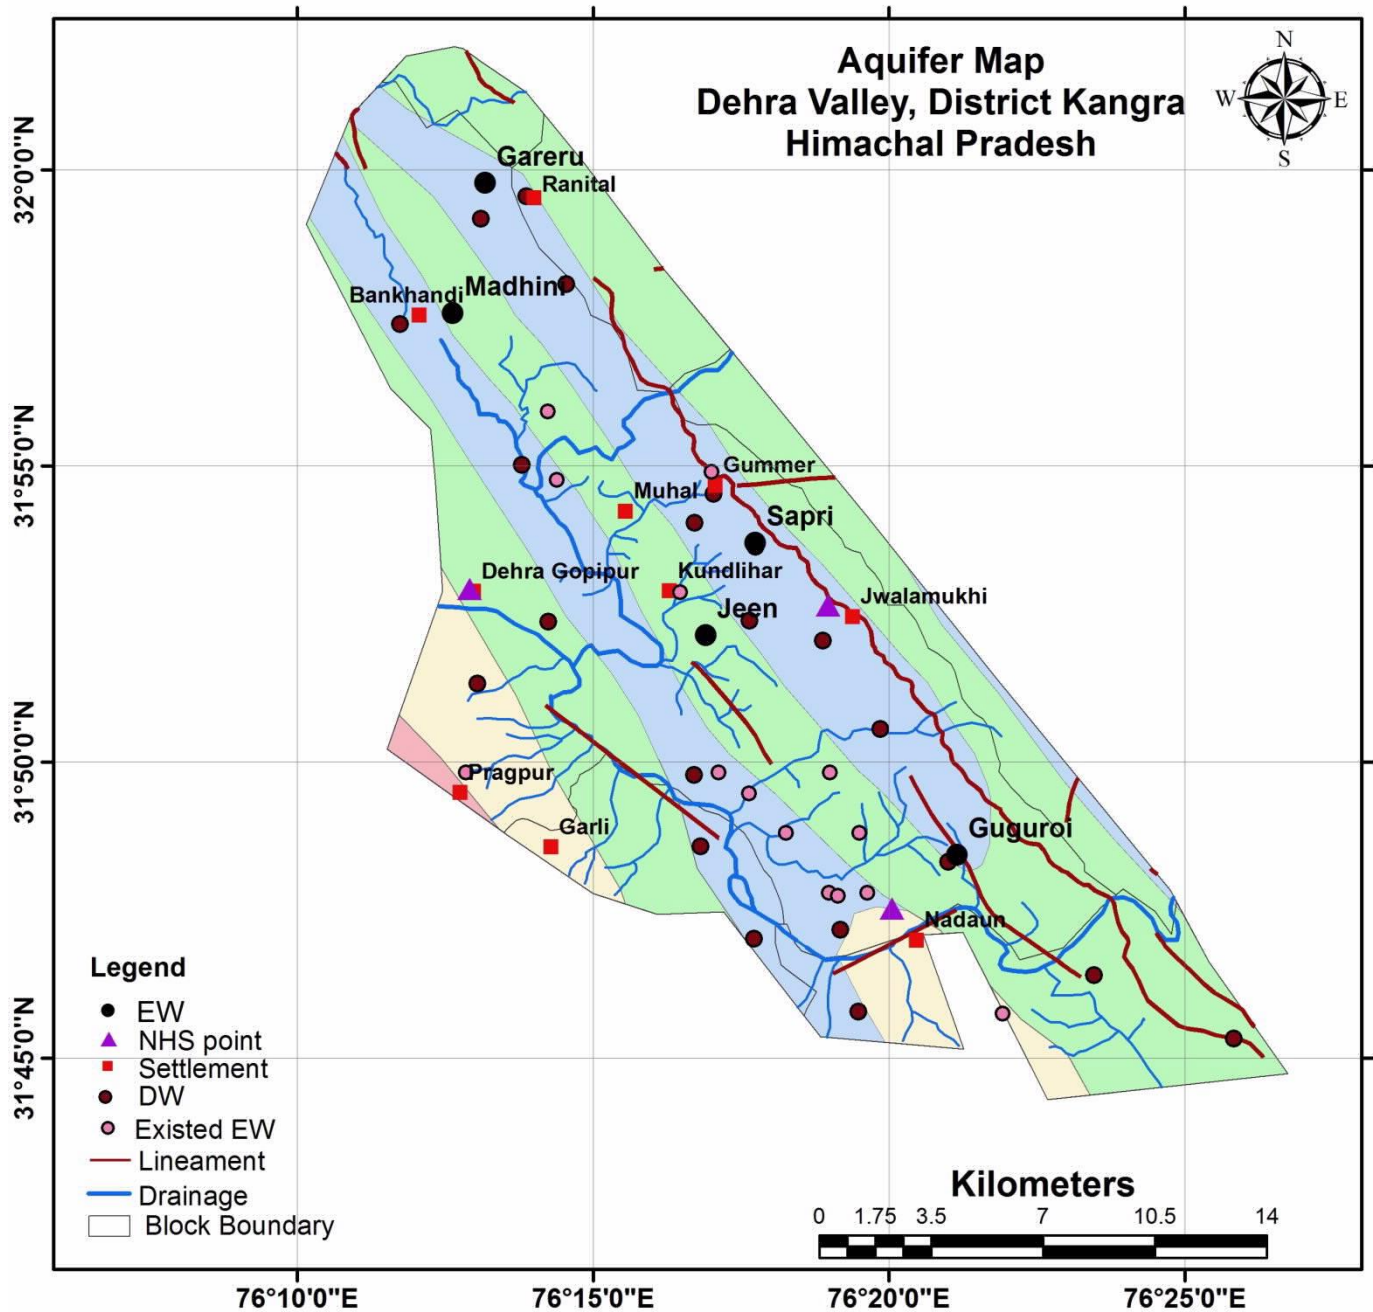 Aquifer Map
Dehra Valley, District Kangra
Himachal Pradesh
N
W E
S
32°0'0"N
31°55'0"N
31°50'0"N
31°45'0"N
Gareru
Ranital
Madhini
Bankhandi
Gummer
Muhal
Sapri
Dehra Gopipur
Kundlihar
Jwalamukhi
Jeen
Pragpur
Garli
Guguroi
Nadaun
Legend
EW
NHS point
Settlement
DW
Existed EW
Lineament
Drainage
Block Boundary
Kilometers
0 1.75 3.5 7 10.5 14
76°10'0"E 76°15'0"E 76°20'0"E 76°25'0"E